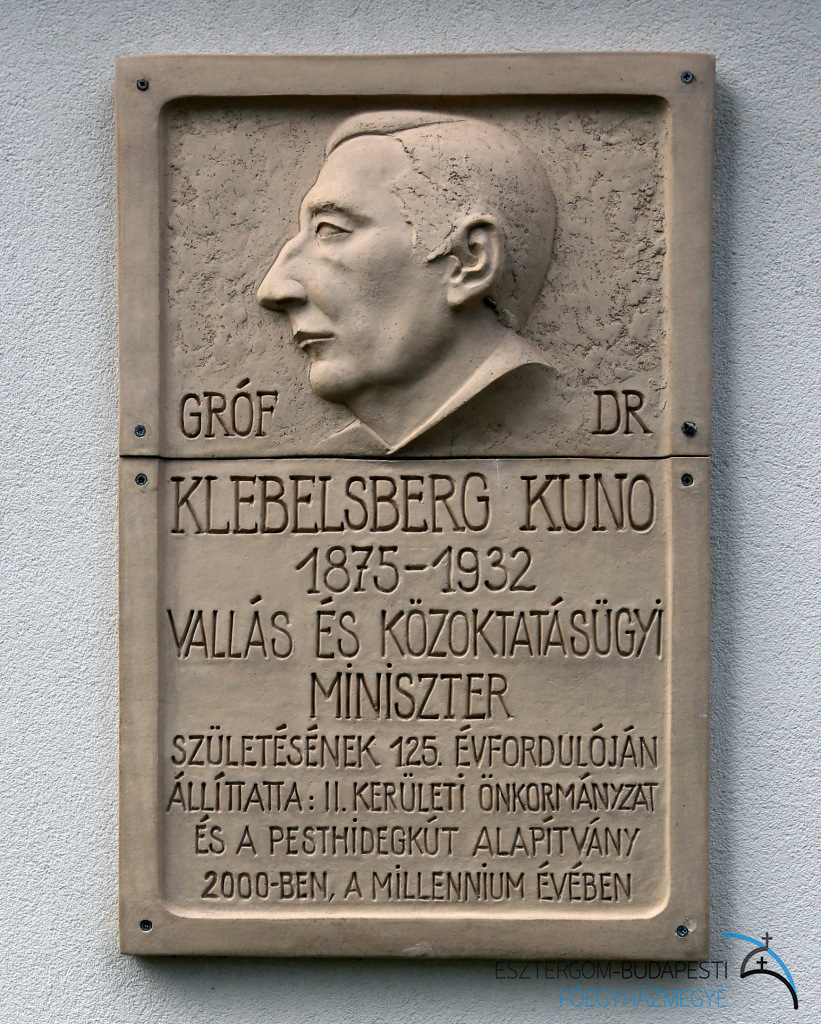 GRÓF DR
KLEBELSBERG KUNO
1875-1932
VALLÁS ÉS KÖZOKTATÁSÜGYI
MINISZTER
SZÜLETÉSÉNEK 125. ÉVFORDULÓJÁN
ÁLLÍTTATTA: II. KERÜLETI ÖNKORMÁNYZAT
ÉS A PESTHIDEGKÚT ALAPÍTVÁNY
2000-BEN, A MILLENNIUM ÉVÉBEN
ESZTERGOM-BUDAPESTI
FŐEGYHÁZMEGYE